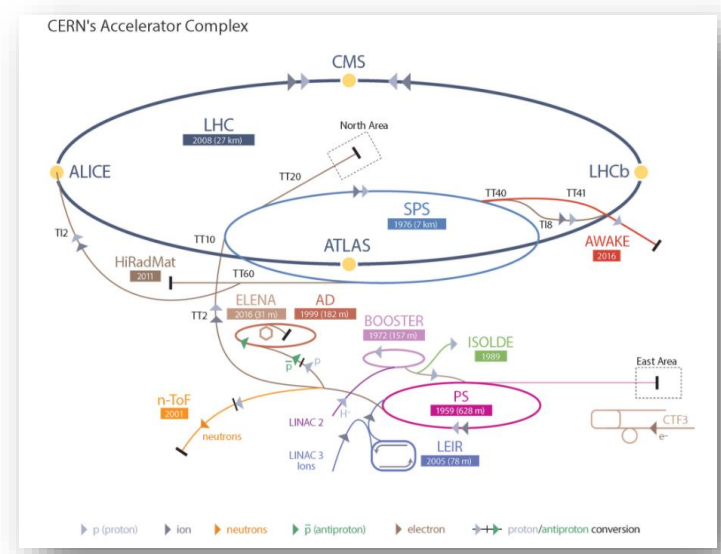 CERN's Accelerator Complex
CMS
LHC
2008 (27 km)
North Area
ALICE
LHCb
TT20
TT40
TT41
SPS
1976 (7 km)
TI2
TT10
TI8
ATLAS
AWAKE
2016
HiRadMat
2011
TT60
ELENA
2016 (31 m)
AD
1999 (182 m)
TT2
BOOSTER
1972 (157 m)
ISOLDE
1989
p
p̅
East Area
n-ToF
2001
neutrons
LINAC 2
H⁻
PS
1959 (628 m)
CTF3
e⁻
LINAC 3
Ions
LEIR
2005 (78 m)
p (proton)
ion
neutrons
p̅ (antiproton)
electron
proton/antiproton conversion